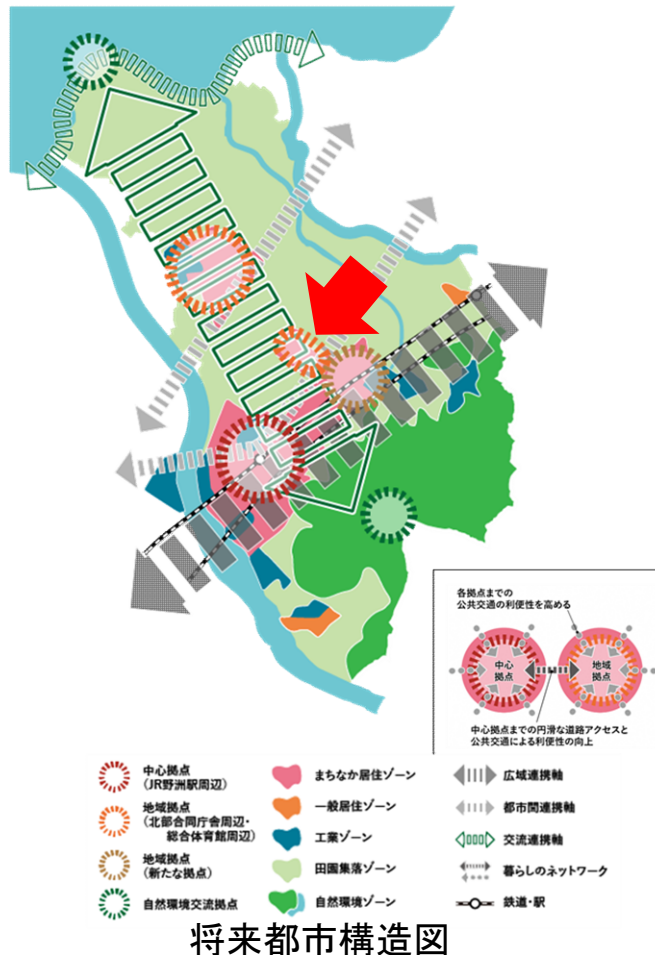 各拠点までの
公共交通の利便性を高める
中心
拠点
地域
拠点
中心拠点までの円滑な道路アクセスと
公共交通による利便性の向上
中心拠点
(JR野洲駅周辺)
地域拠点
(北部合同庁舎周辺・
総合体育館周辺)
地域拠点
(新たな拠点)
自然環境交流拠点
まちなか居住ゾーン
一般居住ゾーン
工業ゾーン
田園集落ゾーン
自然環境ゾーン
広域連携軸
都市間連携軸
交流連携軸
暮らしのネットワーク
鉄道・駅
将来都市構造図